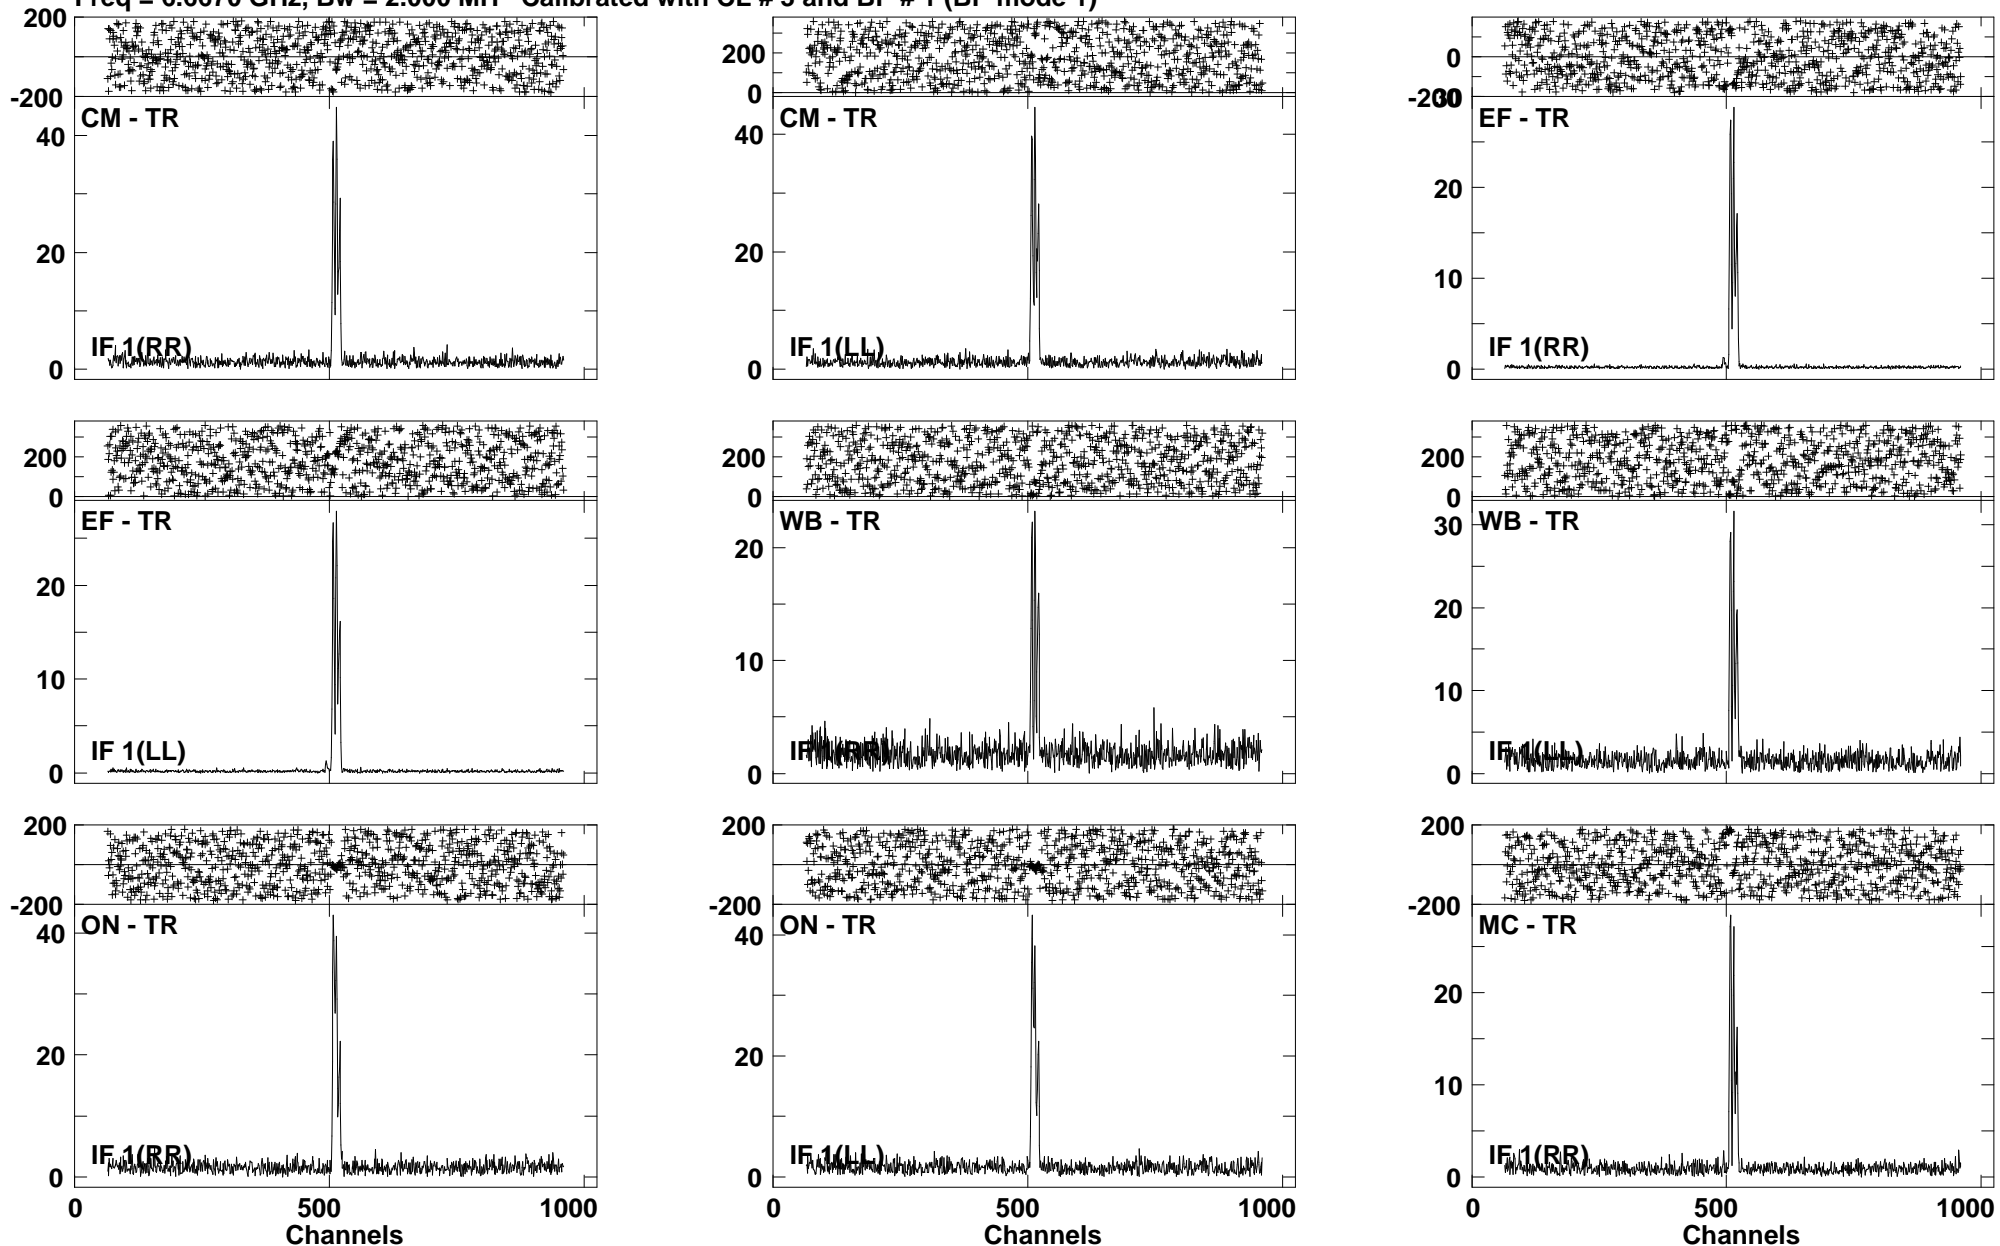 Freq = 6.6670 GHz, Bw = 2.000 MH Calibrated with CL # 3 and BP # 1 (BP mode 1)
200
-200
CM - TR
40
20
0
IF 1(RR)
200
0
CM - TR
40
20
0
IF 1(LL)
0
-200
30
EF - TR
20
10
0
IF 1(RR)
200
0
EF - TR
20
10
0
IF 1(LL)
200
0
WB - TR
20
10
0
IF 1(RR)
200
0
WB - TR
30
20
10
0
IF 1(LL)
200
-200
ON - TR
40
20
0
IF 1(RR)
0 500 1000
Channels
200
-200
ON - TR
40
20
0
IF 1(LL)
0 500 1000
Channels
200
-200
MC - TR
20
10
0
IF 1(RR)
0 500 1000
Channels